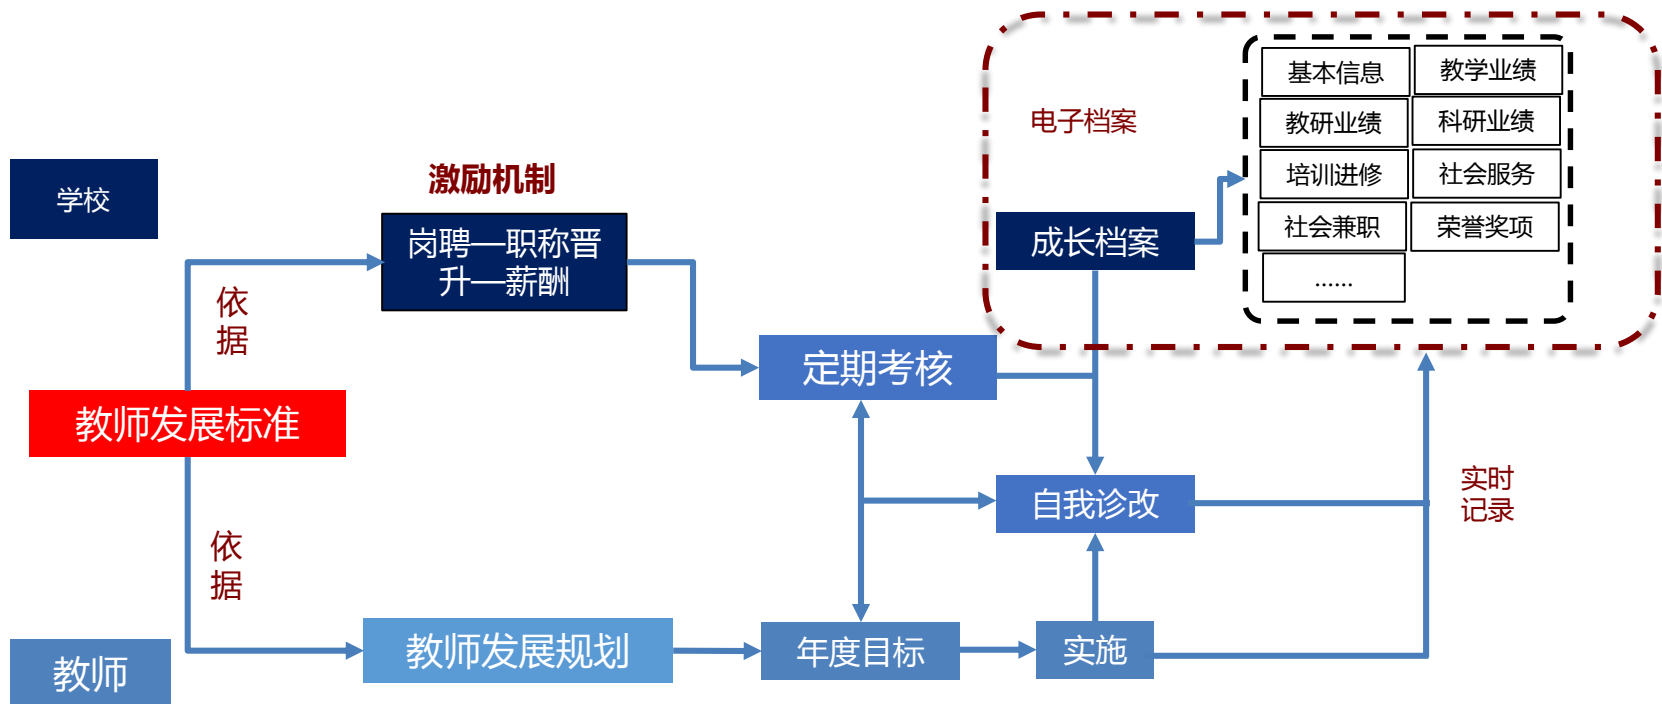 基本信息
教学业绩
电子档案
教研业绩
科研业绩
培训进修
社会服务
激励机制
学校
社会兼职
荣誉奖项
岗聘—职称晋
升—薪酬
成长档案
……
依
据
定期考核
教师发展标准
自我诊改
实时
记录
依
据
教师发展规划
年度目标
实施
教师